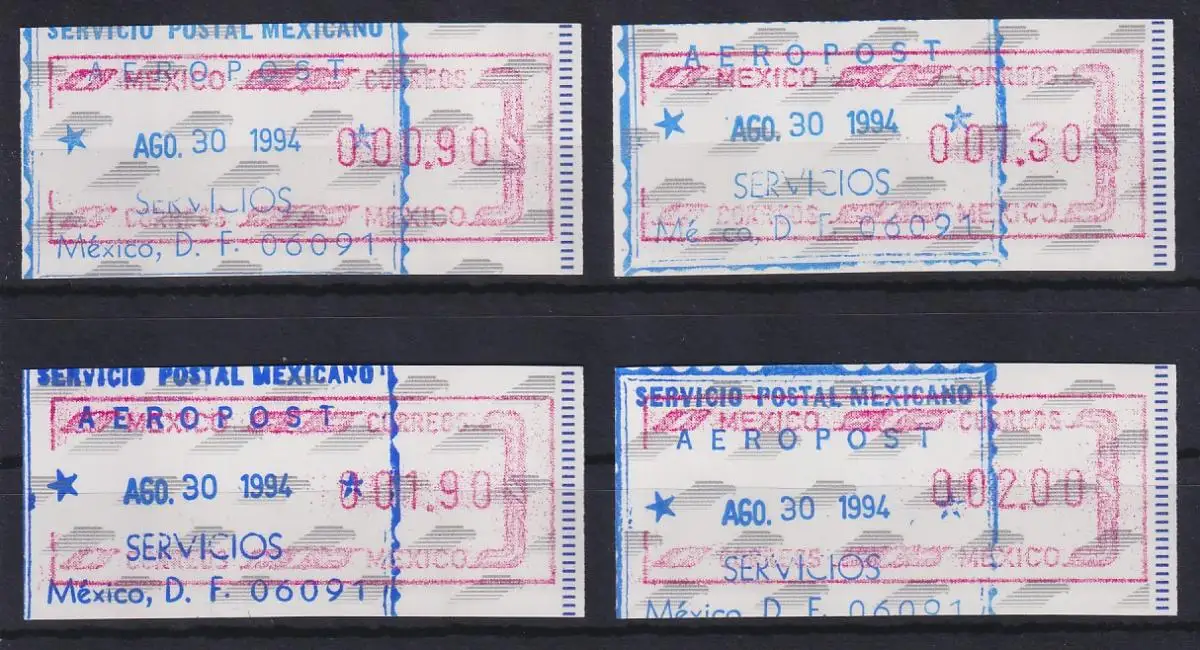 SERVICIO POSTAL MEXICANO
AEROPOST
MEXICO CORREOS
AGO. 30 1994
000.90
SERVICIOS
CORREOS MEXICO
México, D. F. 06091
AEROPOST
MEXICO CORREOS
AGO. 30 1994
001.30
SERVICIOS
CORREOS MEXICO
Mé co, D. F. 06091
SERVICIO POSTAL MEXICANO
AEROPOST
MEXICO CORREOS
AGO. 30 1994
001.90
SERVICIOS
CORREOS MEXICO
México, D. F. 06091
SERVICIO POSTAL MEXICANO
MEXICO CORREOS
AEROPOST
002.00
AGO. 30 1994
SERVICIOS
MEXICO
México, D. F. 06091